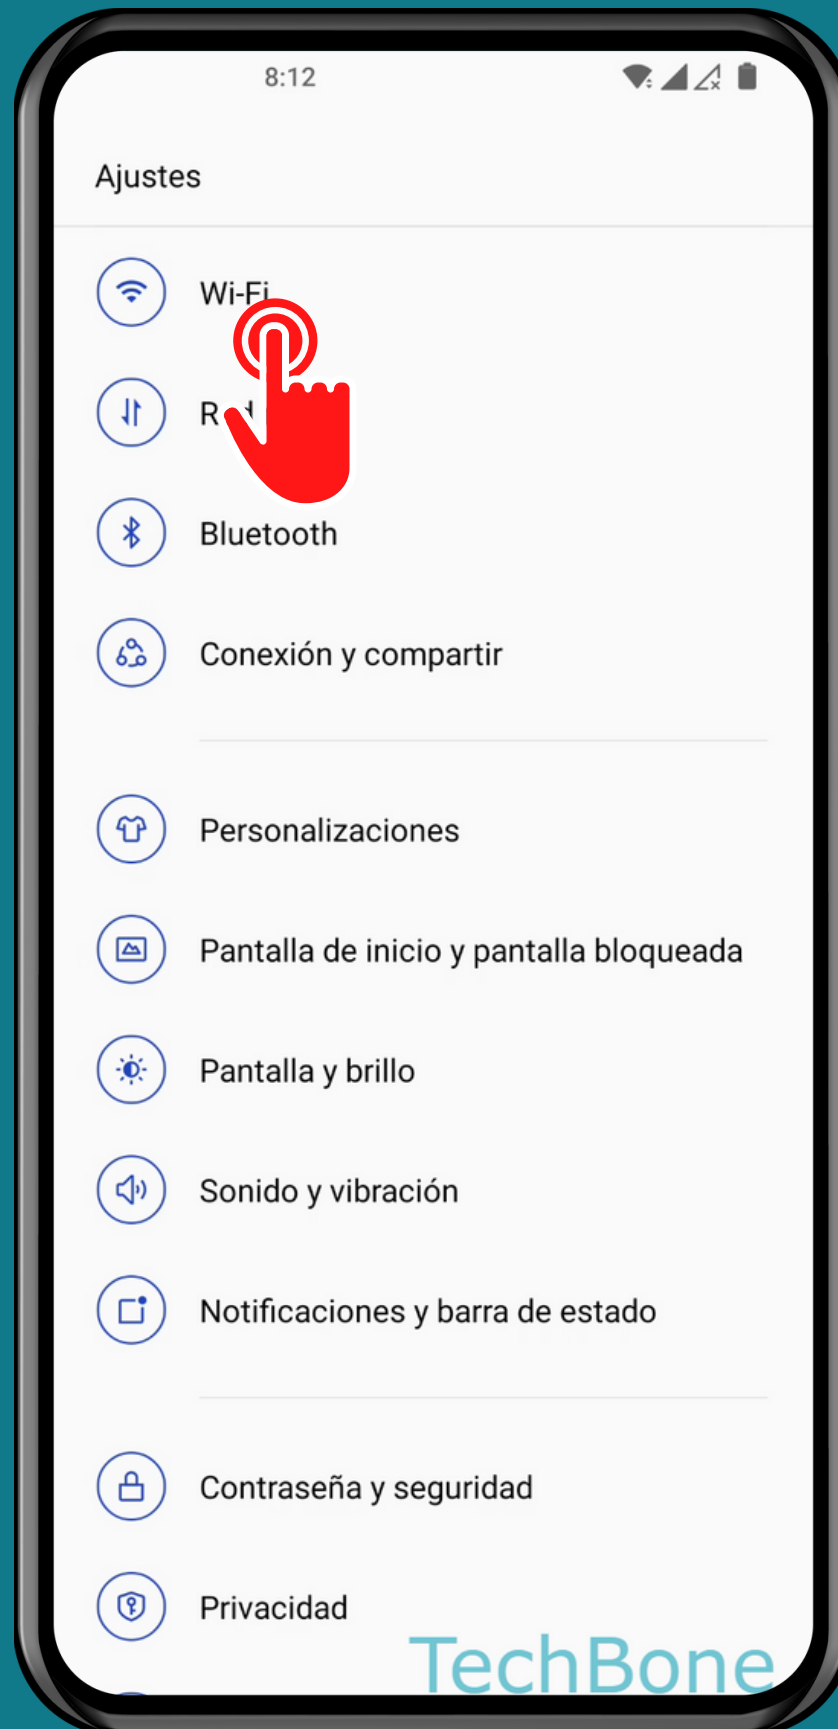 8:12
Ajustes
Wi-Fi
Bluetooth
Conexión y compartir
Personalizaciones
Pantalla de inicio y pantalla bloqueada
Pantalla y brillo
Sonido y vibración
Notificaciones y barra de estado
Contraseña y seguridad
Privacidad
TechBone